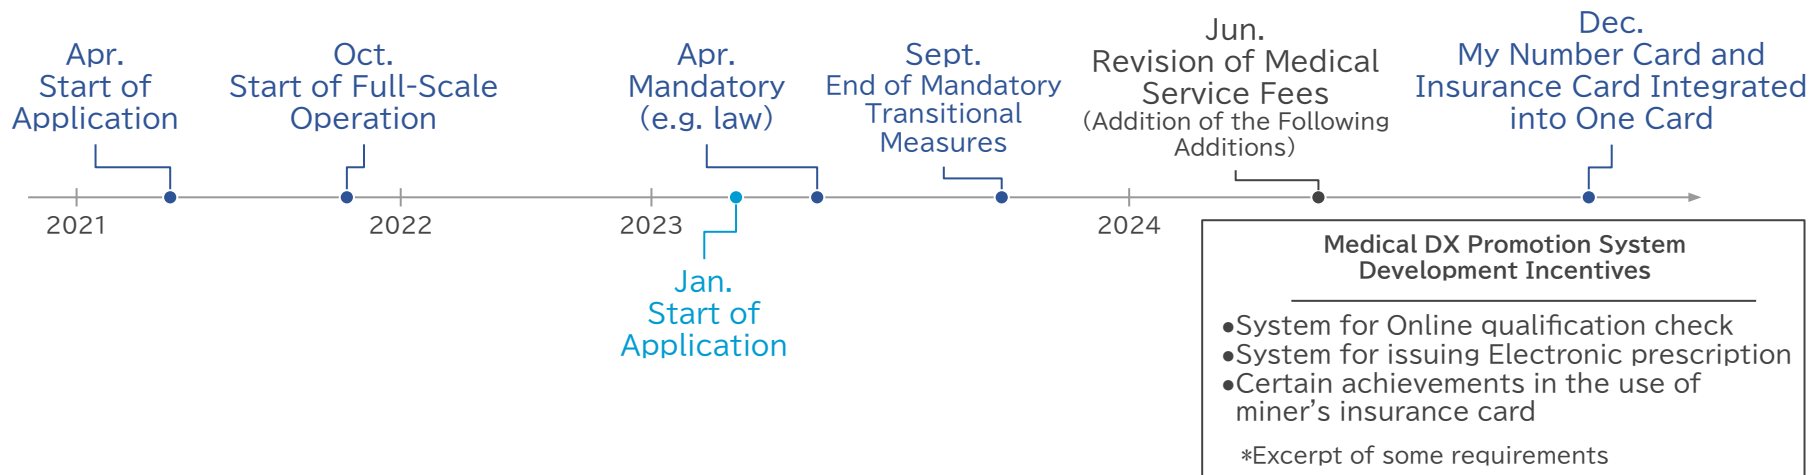 Apr.
Start of
Application
Oct.
Start of Full-Scale
Operation
Apr.
Mandatory
(e.g. law)
Sept.
End of Mandatory
Transitional
Measures
Jun.
Revision of Medical
Service Fees
(Addition of the Following
Additions)
Dec.
My Number Card and
Insurance Card Integrated
into One Card
2021
2022
2023
2024
Jan.
Start of
Application
Medical DX Promotion System
Development Incentives
●System for Online qualification check
●System for issuing Electronic prescription
●Certain achievements in the use of
miner’s insurance card
*Excerpt of some requirements